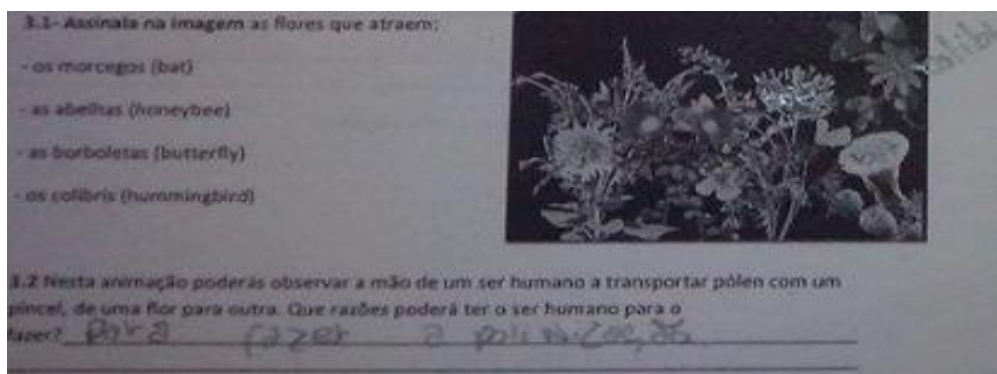 3.1- Assinala na imagem as flores que atraem:
- os morcegos (bat)
- as abelhas (honeybee)
- as borboletas (butterfly)
- os colibris (hummingbird)
3.2 Nesta animação poderás observar a mão de um ser humano a transportar pólen com um
pincel, de uma flor para outra. Que razões poderá ter o ser humano para o
fazer? Para fazer a polinização